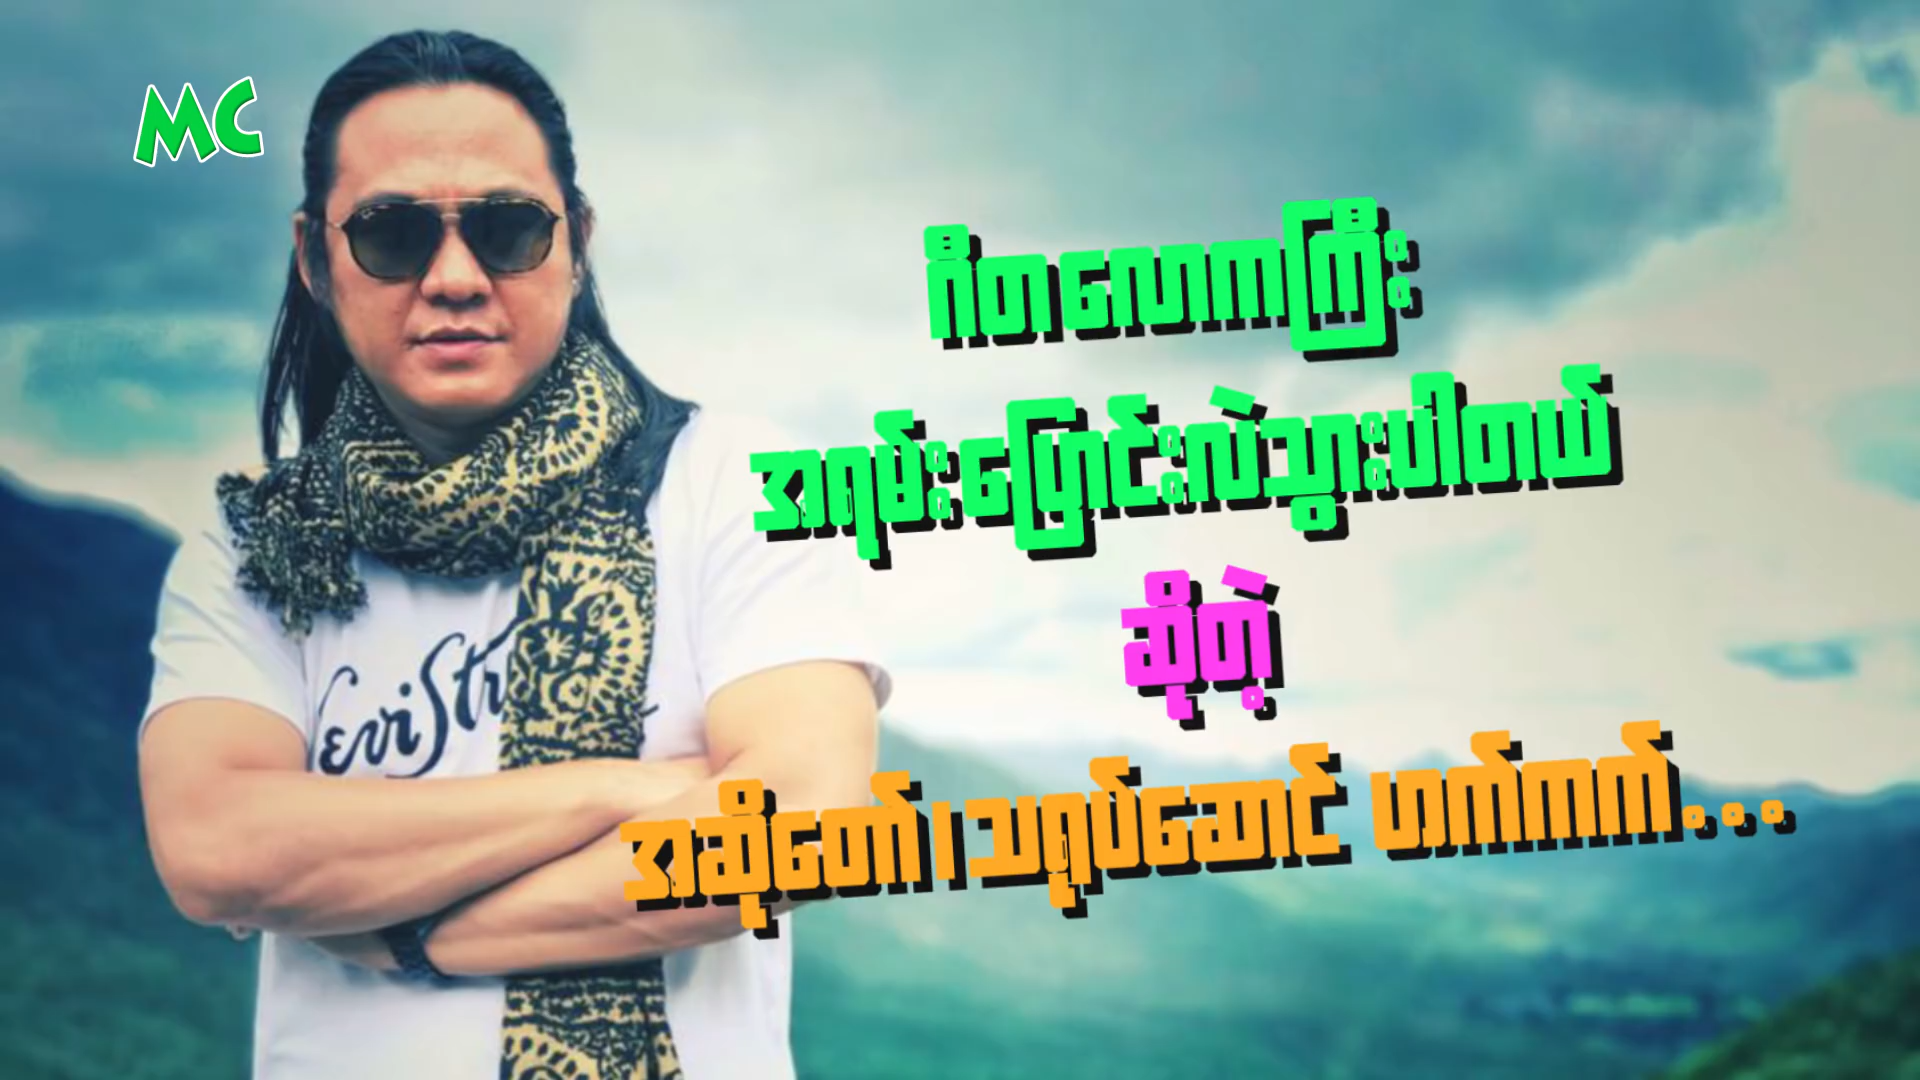 MC
ဂီတလောကကြီး
အရမ်းပြောင်းလဲသွားပါတယ်
ဆိုတဲ့
အဆိုတော်၊သရုပ်ဆောင် ဟက်ကက်...